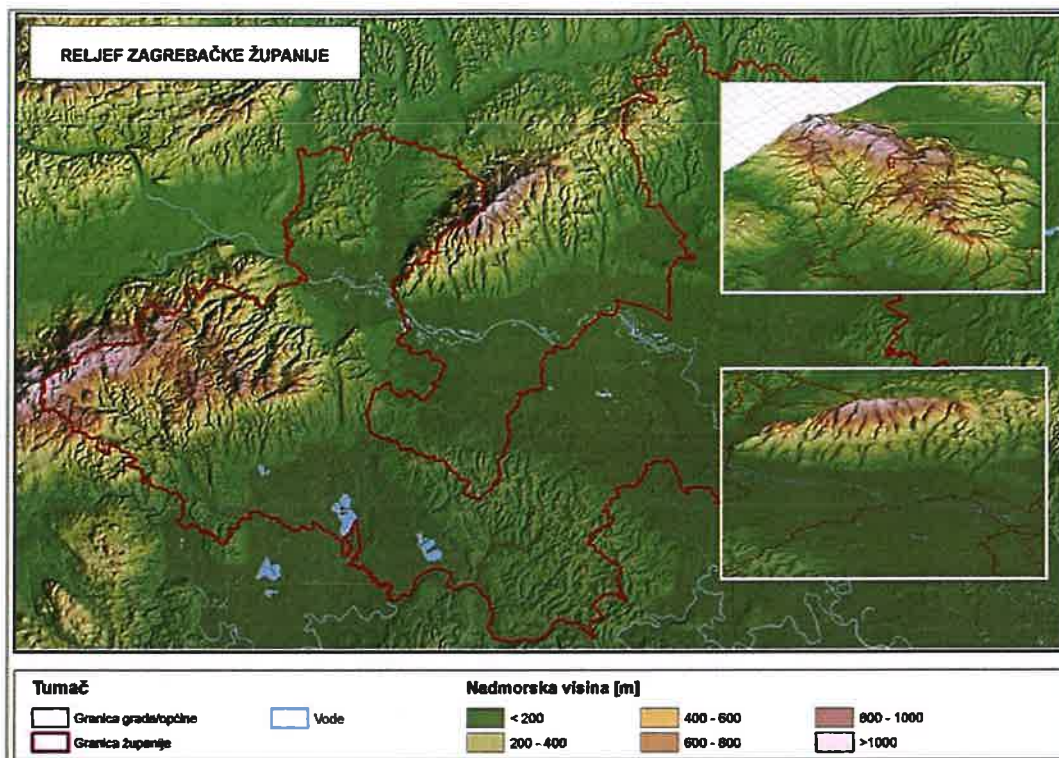 RELJEF ZAGREBAČKE ŽUPANIJE
Tumač
Granica grada/općine
Granica županije
Vode
Nadmorska visina [m]
< 200
200 - 400
400 - 600
600 - 800
800 - 1000
>1000